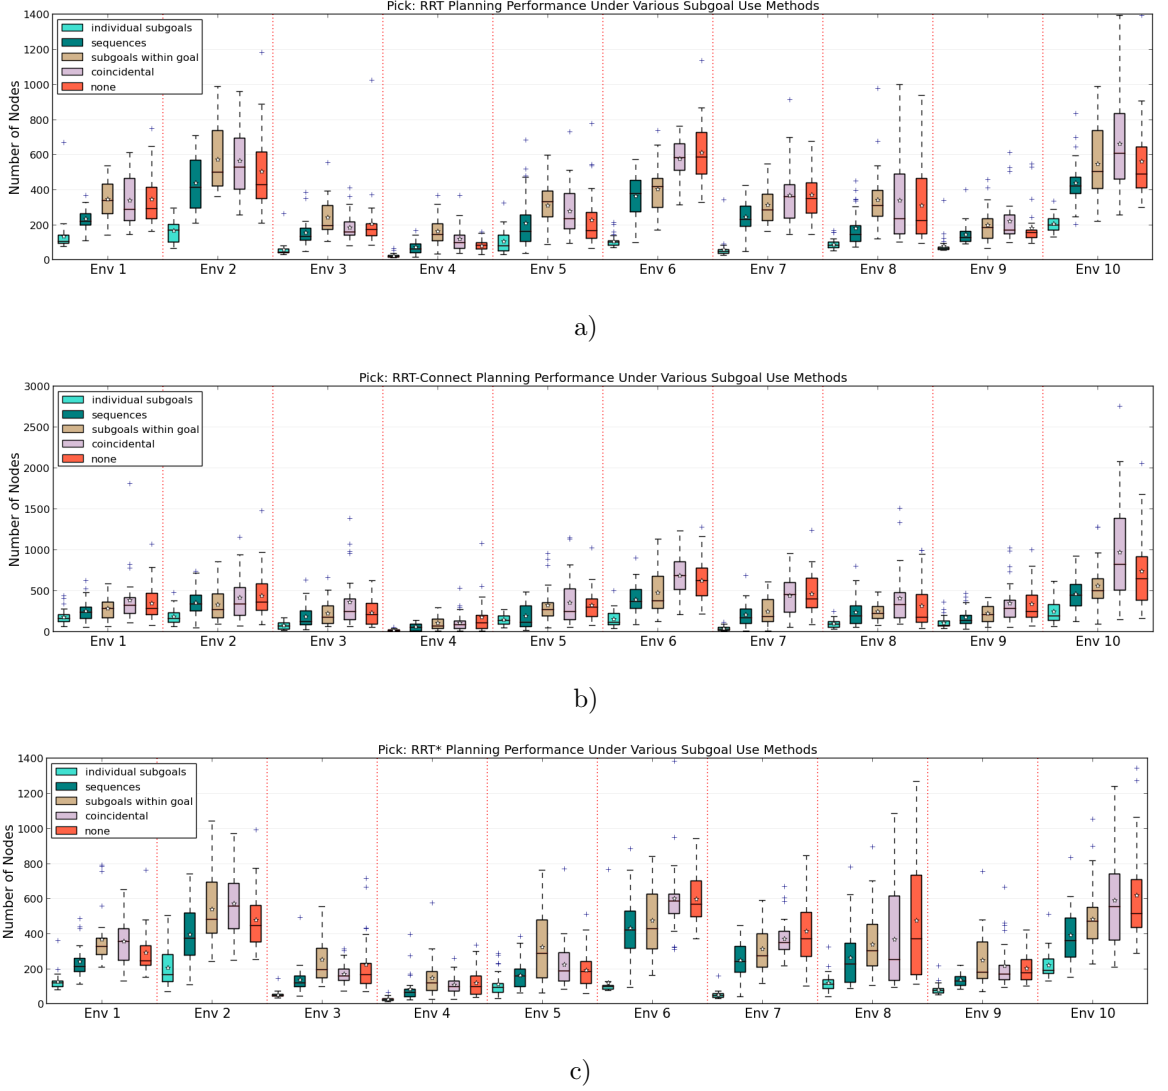 Pick: RRT Planning Performance Under Various Subgoal Use Methods
1400
1200
1000
800
600
400
200
0
Number of Nodes
individual subgoals
sequences
subgoals within goal
coincidental
none
Env 1 Env 2 Env 3 Env 4 Env 5 Env 6 Env 7 Env 8 Env 9 Env 10
a)
Pick: RRT-Connect Planning Performance Under Various Subgoal Use Methods
3000
2500
2000
1500
1000
500
0
Number of Nodes
individual subgoals
sequences
subgoals within goal
coincidental
none
Env 1 Env 2 Env 3 Env 4 Env 5 Env 6 Env 7 Env 8 Env 9 Env 10
b)
Pick: RRT* Planning Performance Under Various Subgoal Use Methods
1400
1200
1000
800
600
400
200
0
Number of Nodes
individual subgoals
sequences
subgoals within goal
coincidental
none
Env 1 Env 2 Env 3 Env 4 Env 5 Env 6 Env 7 Env 8 Env 9 Env 10
c)